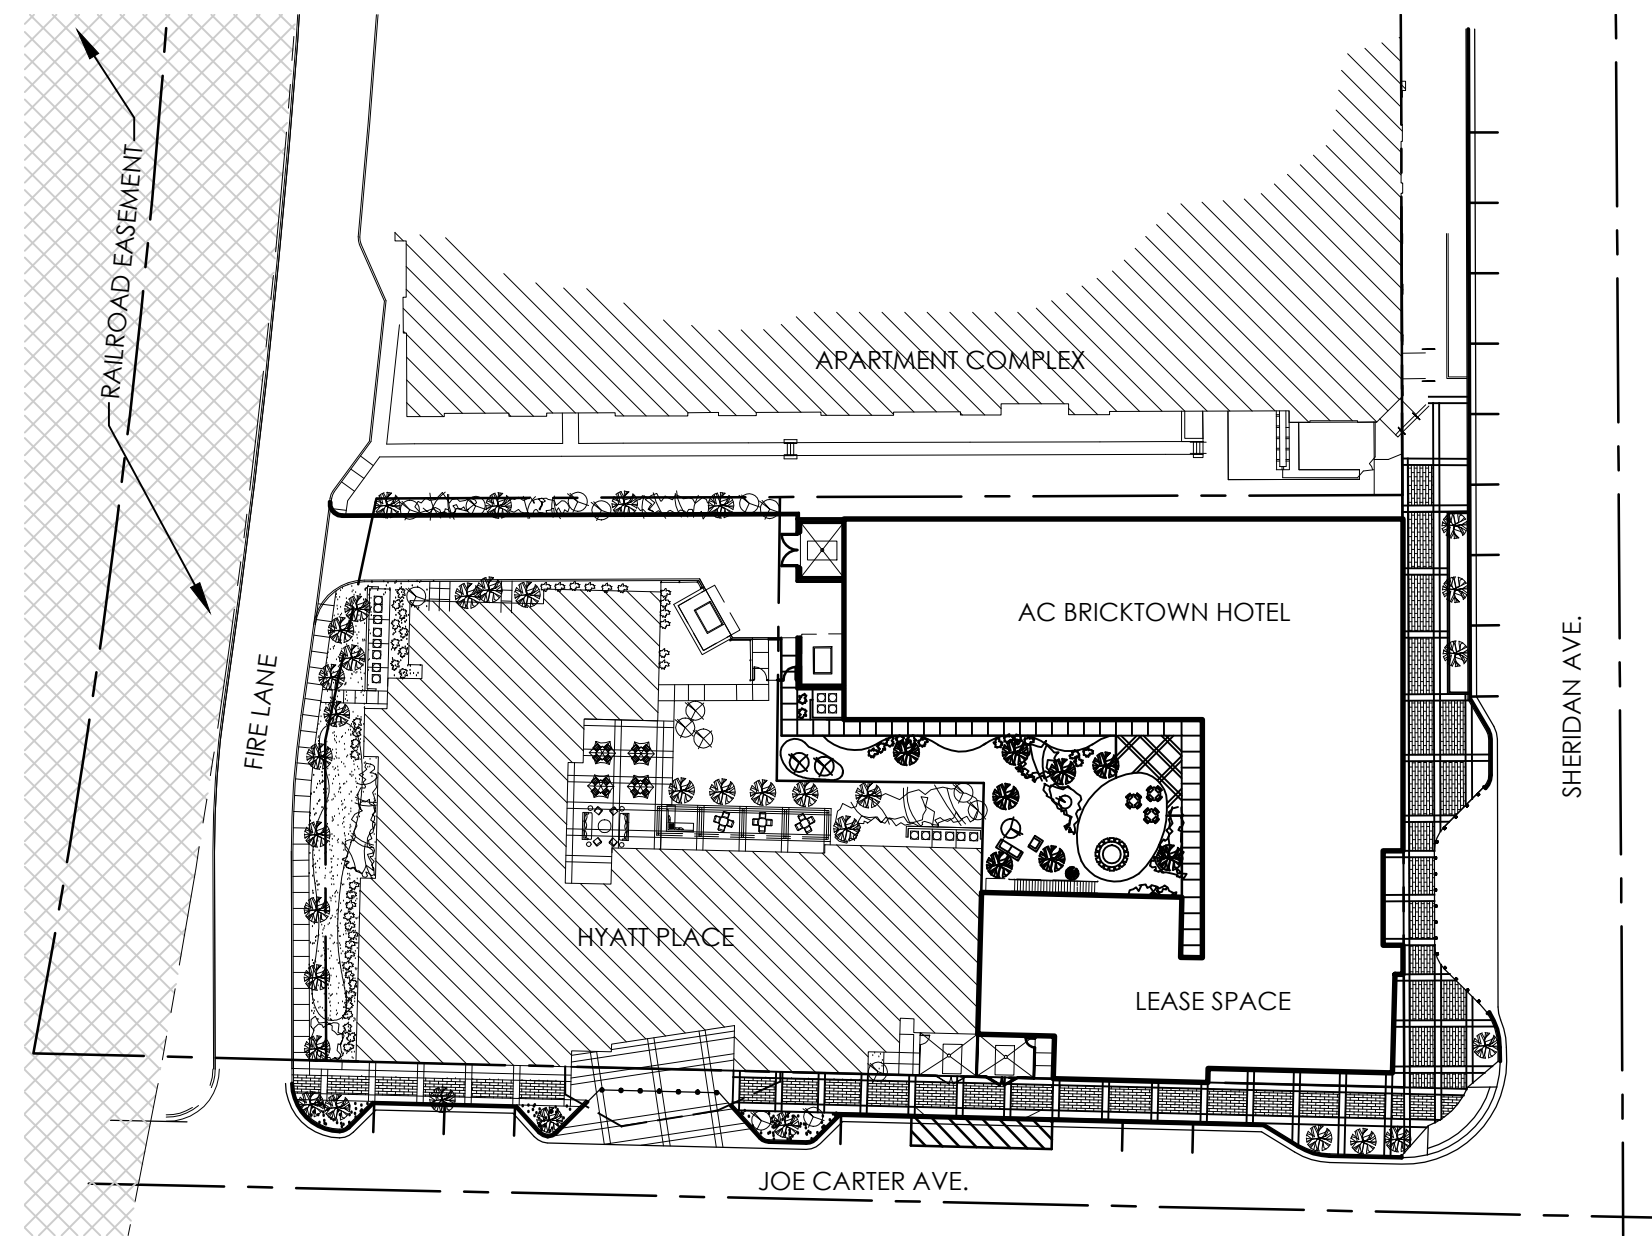 RAILROAD EASEMENT
APARTMENT COMPLEX
AC BRICKTOWN HOTEL
SHERIDAN AVE.
FIRE LANE
HYATT PLACE
LEASE SPACE
JOE CARTER AVE.